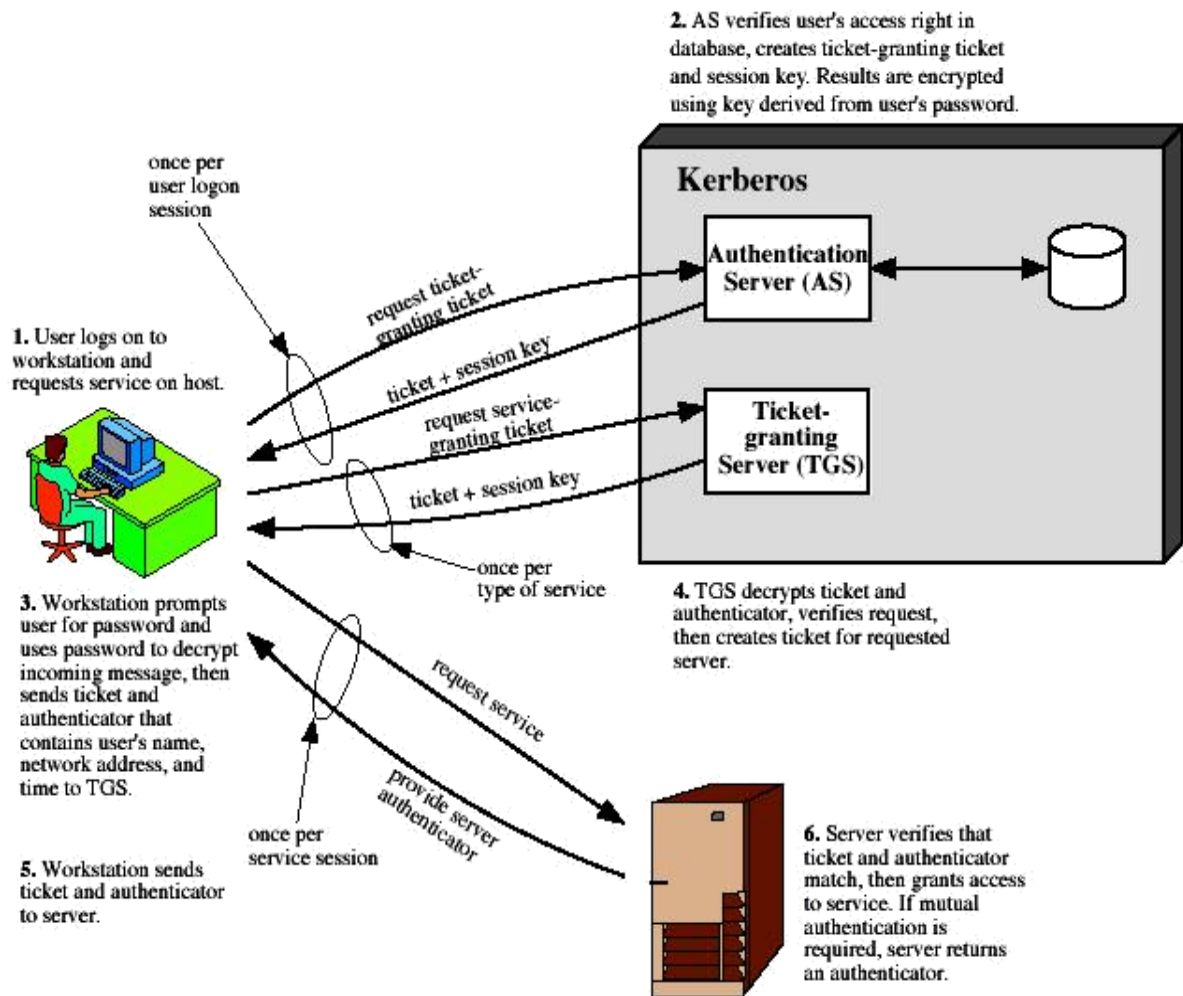 2. AS verifies user's access right in
database, creates ticket-granting ticket
and session key. Results are encrypted
using key derived from user's password.
once per
user logon
session
Kerberos
Authentication
Server (AS)
request ticket-
granting ticket
1. User logs on to
workstation and
requests service on host.
ticket + session key
request service-
granting ticket
Ticket-
granting
Server (TGS)
ticket + session key
once per
type of service
3. Workstation prompts
user for password and
uses password to decrypt
incoming message, then
sends ticket and
authenticator that
contains user's name,
network address, and
time to TGS.
4. TGS decrypts ticket and
authenticator, verifies request,
then creates ticket for requested
server.
request service
provide server
authenticator
once per
service session
5. Workstation sends
ticket and authenticator
to server.
6. Server verifies that
ticket and authenticator
match, then grants access
to service. If mutual
authentication is
required, server returns
an authenticator.